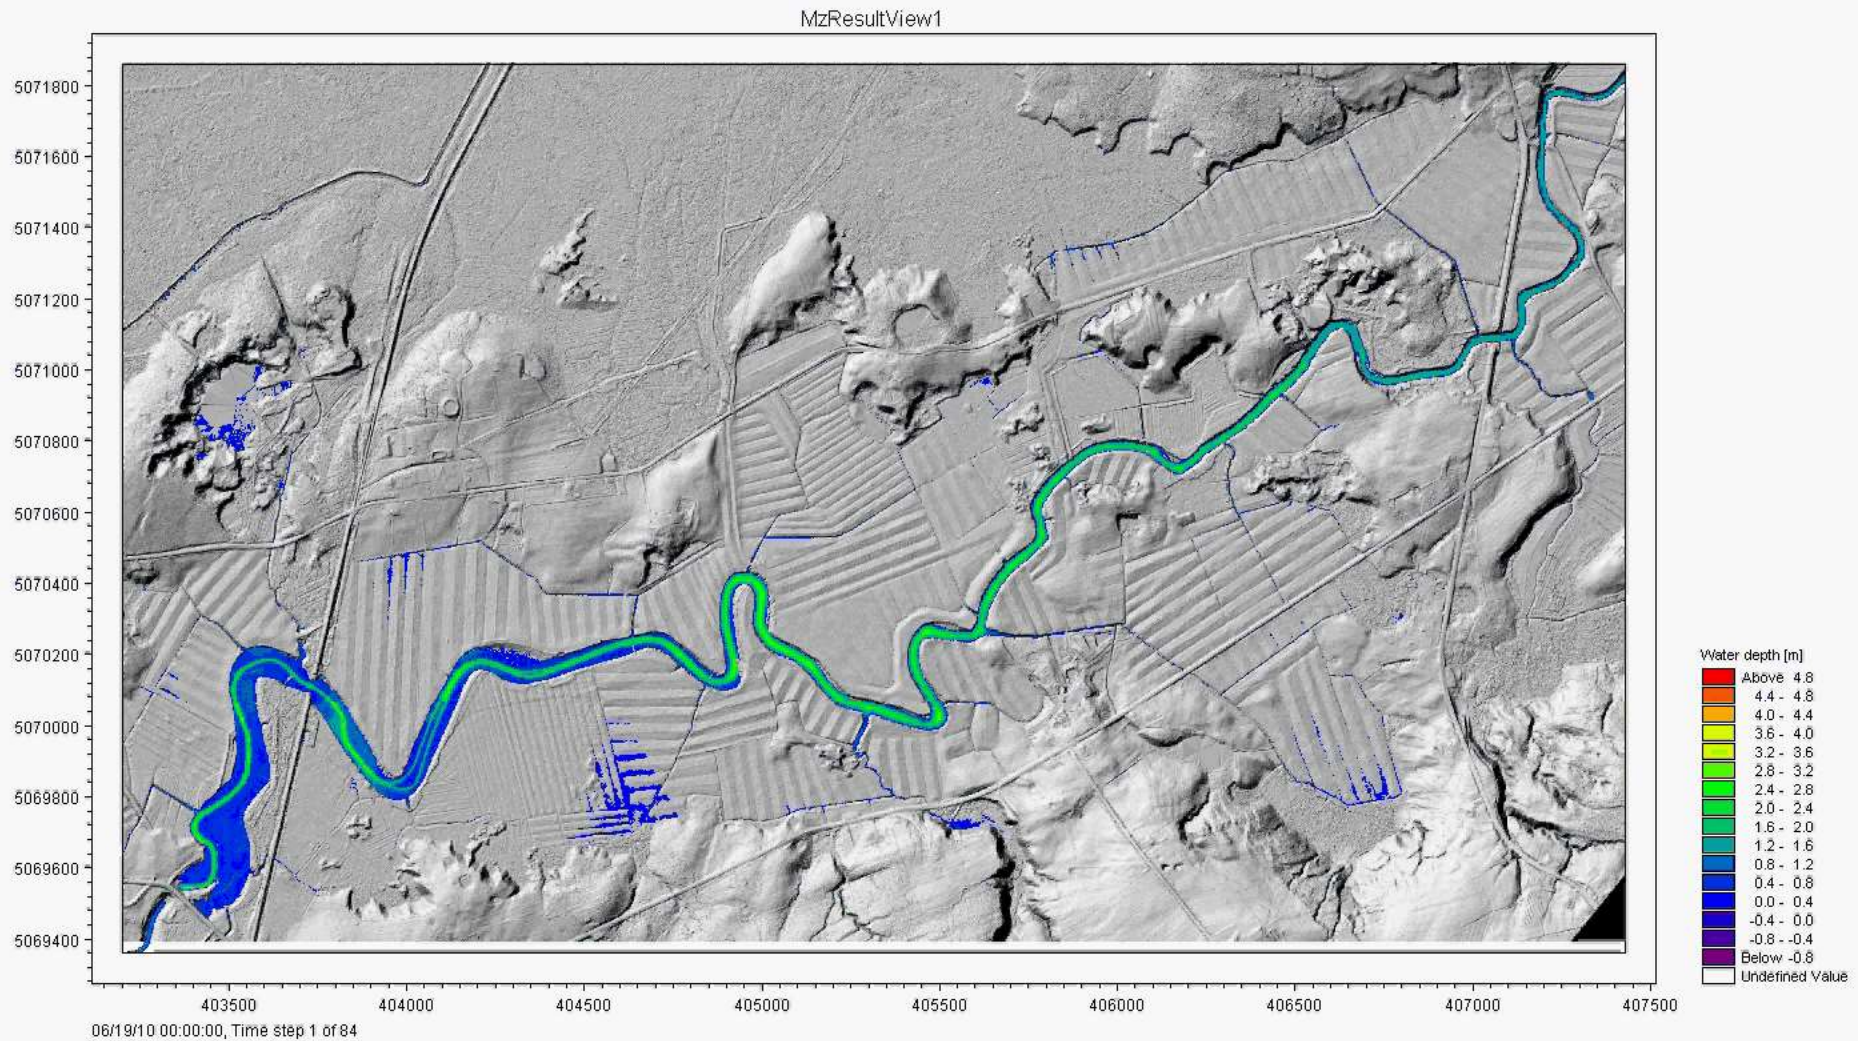 MzResultView1
5071800
5071600
5071400
5071200
5071000
5070800
5070600
5070400
5070200
5070000
5069800
5069600
5069400
403500 404000 404500 405000 405500 406000 406500 407000 407500
06/19/10 00:00:00, Time step 1 of 84
Water depth [m]
Above 4.8
4.4 - 4.8
4.0 - 4.4
3.6 - 4.0
3.2 - 3.6
2.8 - 3.2
2.4 - 2.8
2.0 - 2.4
1.6 - 2.0
1.2 - 1.6
0.8 - 1.2
0.4 - 0.8
0.0 - 0.4
-0.4 - 0.0
-0.8 - -0.4
Below -0.8
Undefined Value